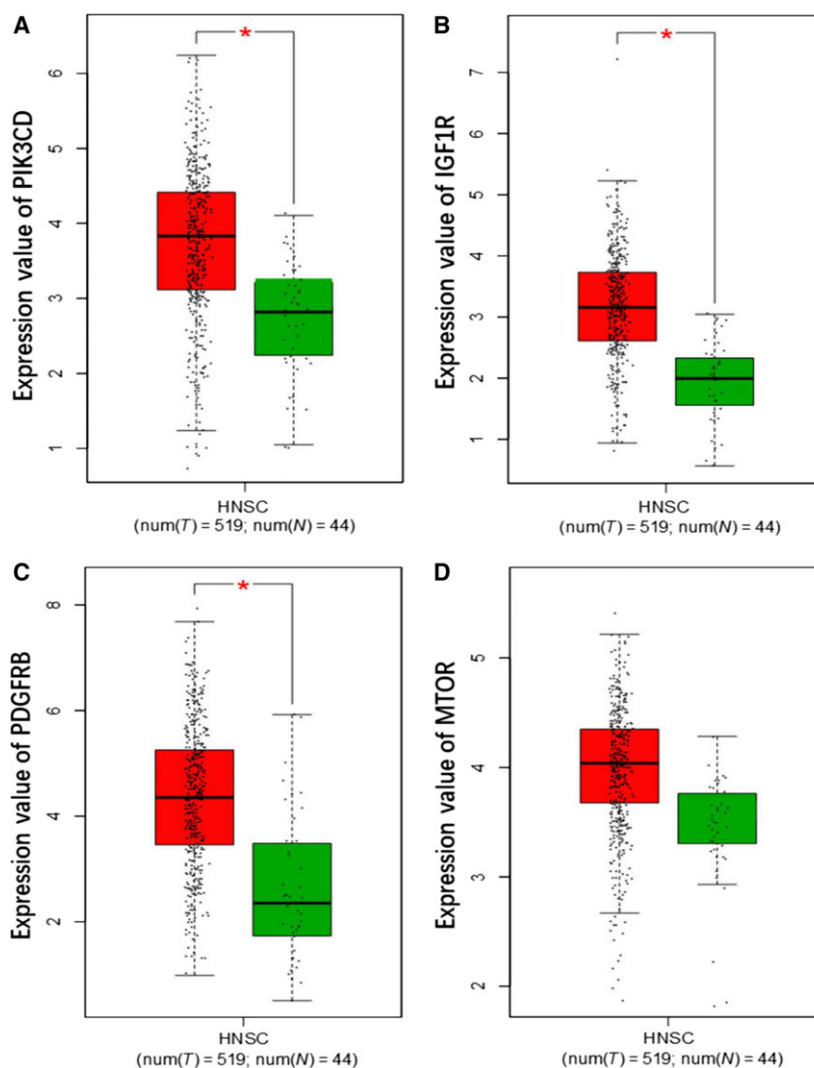 A
*
Expression value of PIK3CD
6
5
4
3
2
1
HNSC
(num(T) = 519; num(N) = 44)
B
*
Expression value of IGF1R
7
6
5
4
3
2
1
HNSC
(num(T) = 519; num(N) = 44)
C
*
Expression value of PDGFRB
8
6
4
2
HNSC
(num(T) = 519; num(N) = 44)
D
Expression value of MTOR
5
4
3
2
HNSC
(num(T) = 519; num(N) = 44)